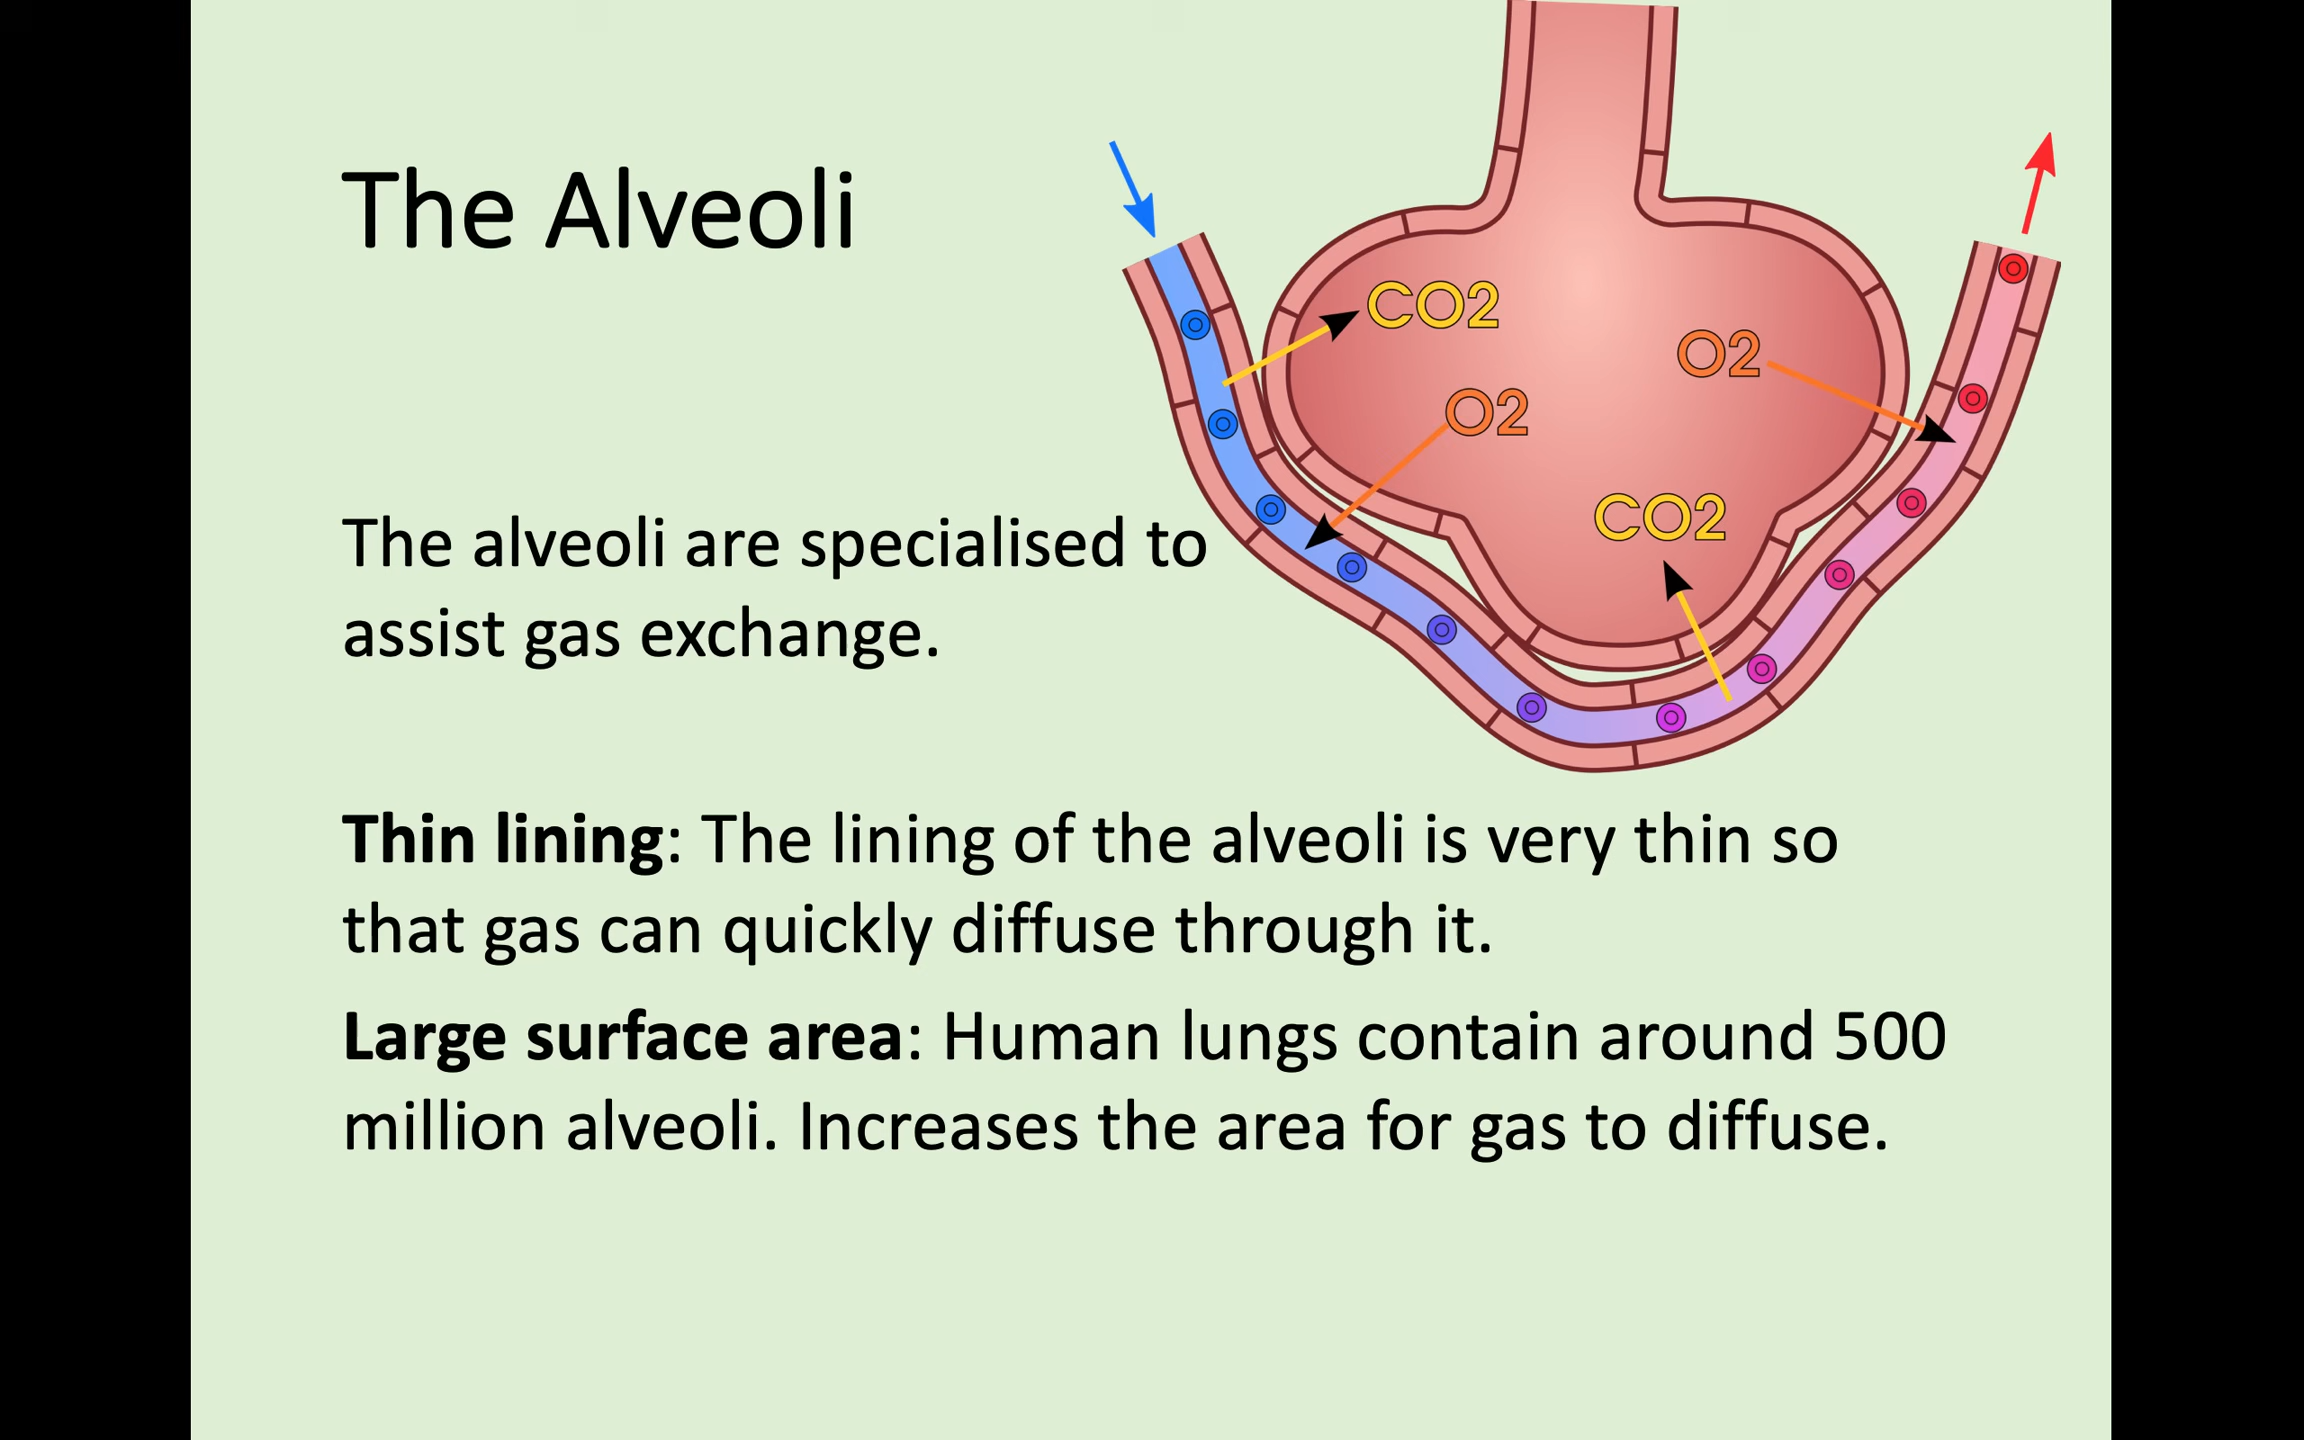 The Alveoli
CO2
O2
O2
CO2
The alveoli are specialised to
assist gas exchange.
Thin lining: The lining of the alveoli is very thin so
that gas can quickly diffuse through it.
Large surface area: Human lungs contain around 500
million alveoli. Increases the area for gas to diffuse.